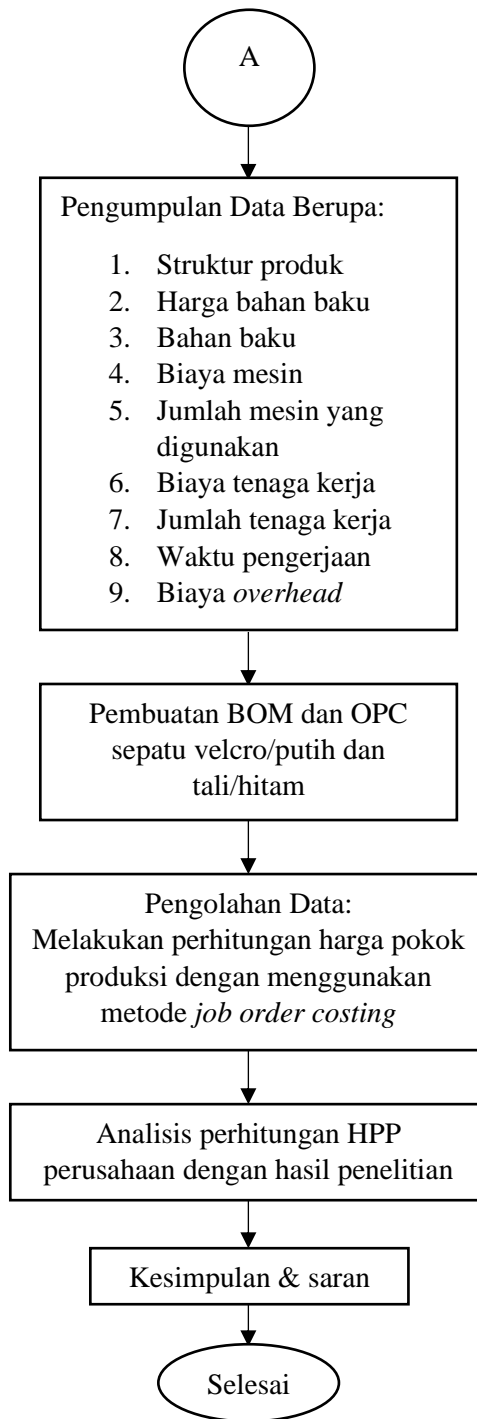 A
Pengumpulan Data Berupa:
1. Struktur produk
2. Harga bahan baku
3. Bahan baku
4. Biaya mesin
5. Jumlah mesin yang
digunakan
6. Biaya tenaga kerja
7. Jumlah tenaga kerja
8. Waktu pengerjaan
9. Biaya overhead
Pembuatan BOM dan OPC
sepatu velcro/putih dan
tali/hitam
Pengolahan Data:
Melakukan perhitungan harga pokok
produksi dengan menggunakan
metode job order costing
Analisis perhitungan HPP
perusahaan dengan hasil penelitian
Kesimpulan & saran
Selesai